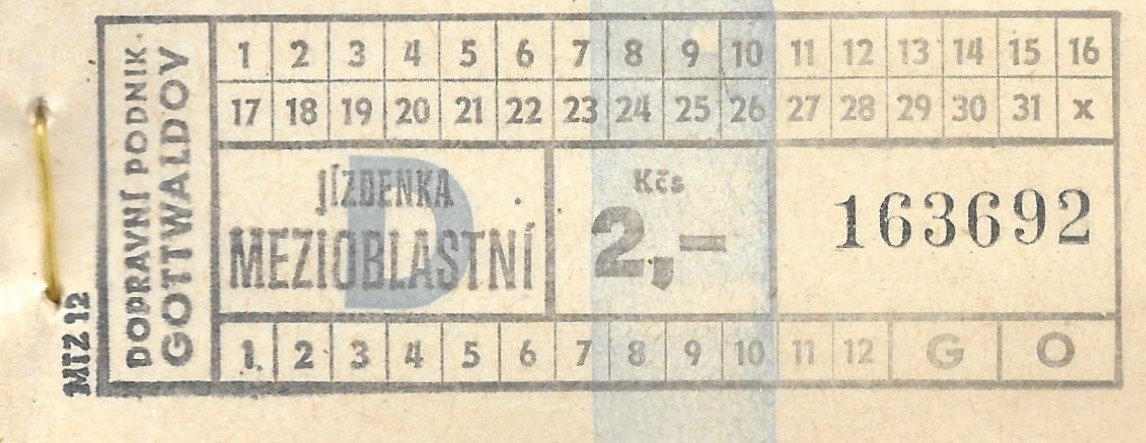 DOPRAVNÍ PODNIK.
GOTTWALDOV
MTZ 12
1 2 3 4 5 6 7 8 9 10 11 12 13 14 15 16
17 18 19 20 21 22 23 24 25 26 27 28 29 30 31 x
D
JÍZDENKA
MEZIOBLASTNÍ
Kčs
2,–
163692
1. 2 3 4 5 6 7 8 9 10 11 12 G O